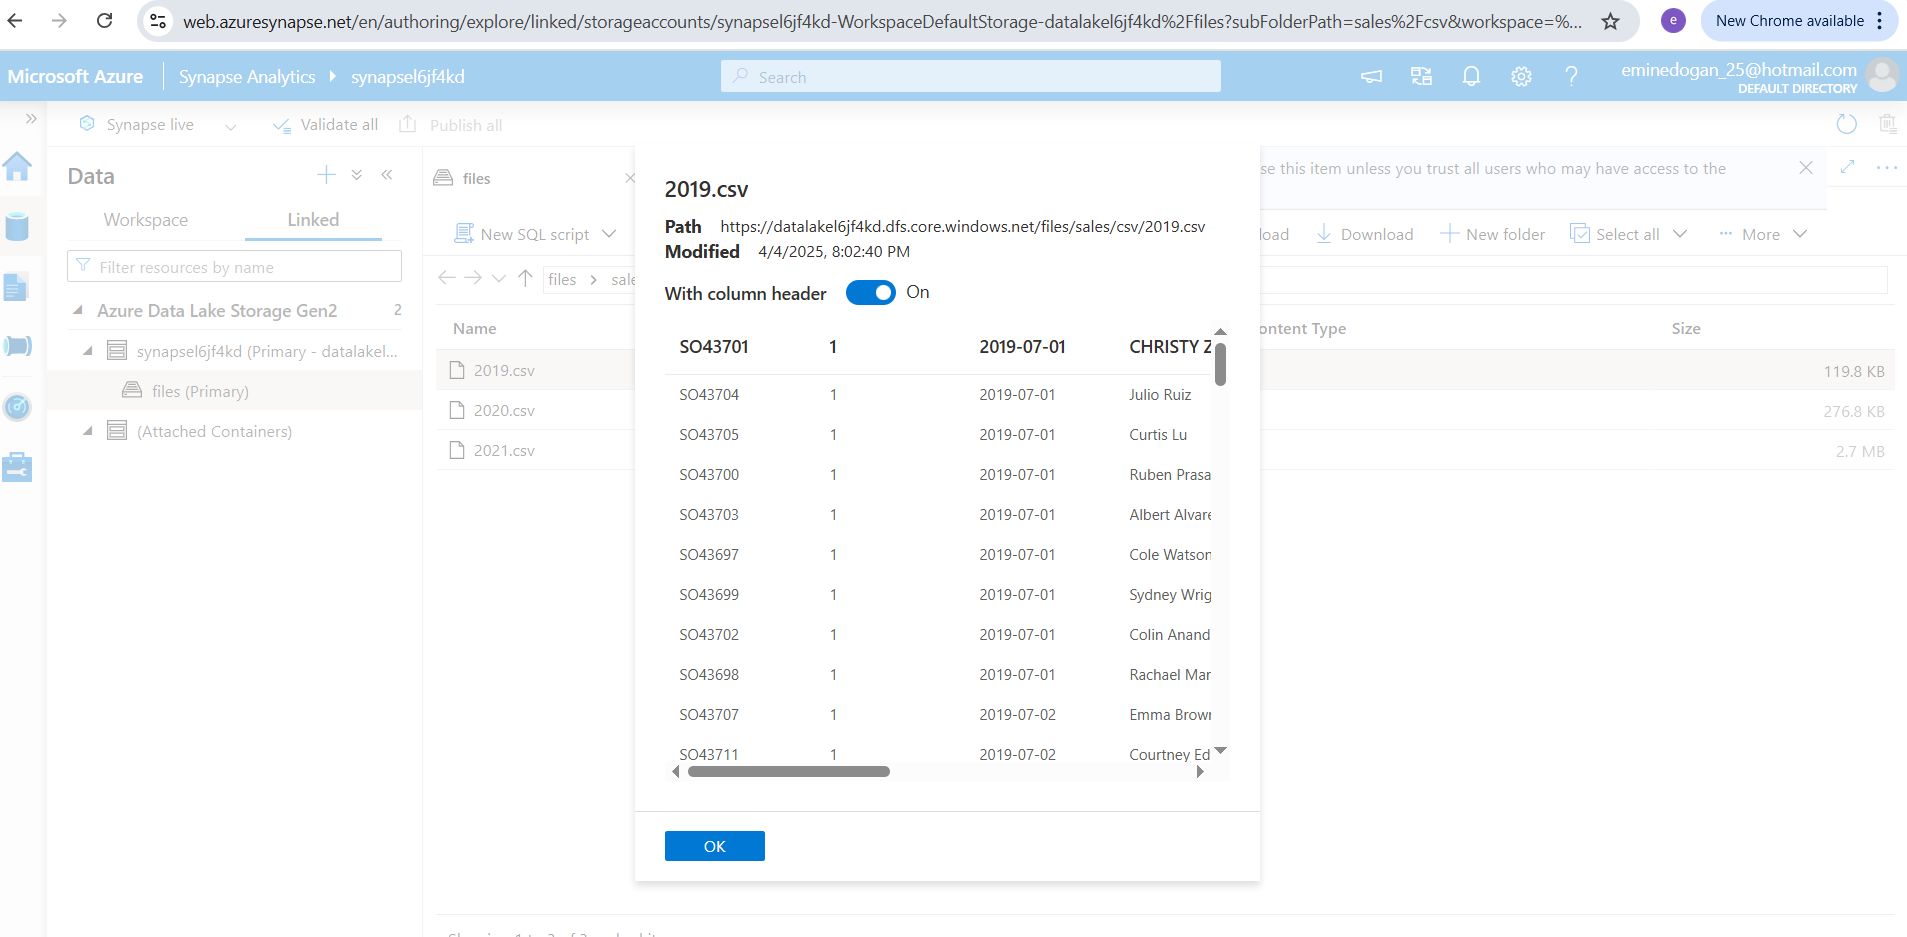 web.azuresynapse.net/en/authoring/explore/linked/storageaccounts/synapsel6jf4kd-WorkspaceDefaultStorage-datalakel6jf4kd%2Ffiles?subFolderPath=sales%2Fcsv&workspace=%...
e
New Chrome available
Microsoft Azure
Synapse Analytics
synapsel6jf4kd
Search
eminedogan_25@hotmail.com
DEFAULT DIRECTORY
Synapse live
Validate all
Publish all
Data
Workspace
Linked
Filter resources by name
Azure Data Lake Storage Gen2 2
synapsel6jf4kd (Primary - datalakel...
files (Primary)
(Attached Containers)
files
New SQL script
files > sale
Name
2019.csv
2020.csv
2021.csv
se this item unless you trust all users who may have access to the
load
Download
New folder
Select all
More
ontent Type
Size
119.8 KB
276.8 KB
2.7 MB
2019.csv
Path https://datalakel6jf4kd.dfs.core.windows.net/files/sales/csv/2019.csv
Modified 4/4/2025, 8:02:40 PM
With column header On
SO43701 1 2019-07-01 CHRISTY Z
SO43704 1 2019-07-01 Julio Ruiz
SO43705 1 2019-07-01 Curtis Lu
SO43700 1 2019-07-01 Ruben Prasa
SO43703 1 2019-07-01 Albert Alvare
SO43697 1 2019-07-01 Cole Watson
SO43699 1 2019-07-01 Sydney Wrig
SO43702 1 2019-07-01 Colin Anand
SO43698 1 2019-07-01 Rachael Mar
SO43707 1 2019-07-02 Emma Brown
SO43711 1 2019-07-02 Courtney Ed
OK